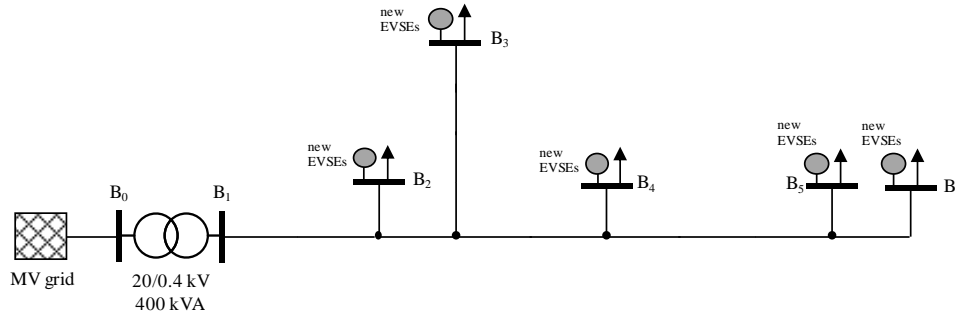 new
EVSEs
B₃
new
EVSEs
B₂
new
EVSEs
B₄
new
EVSEs
B₅
new
EVSEs
B
B₀
B₁
MV grid
20/0.4 kV
400 kVA